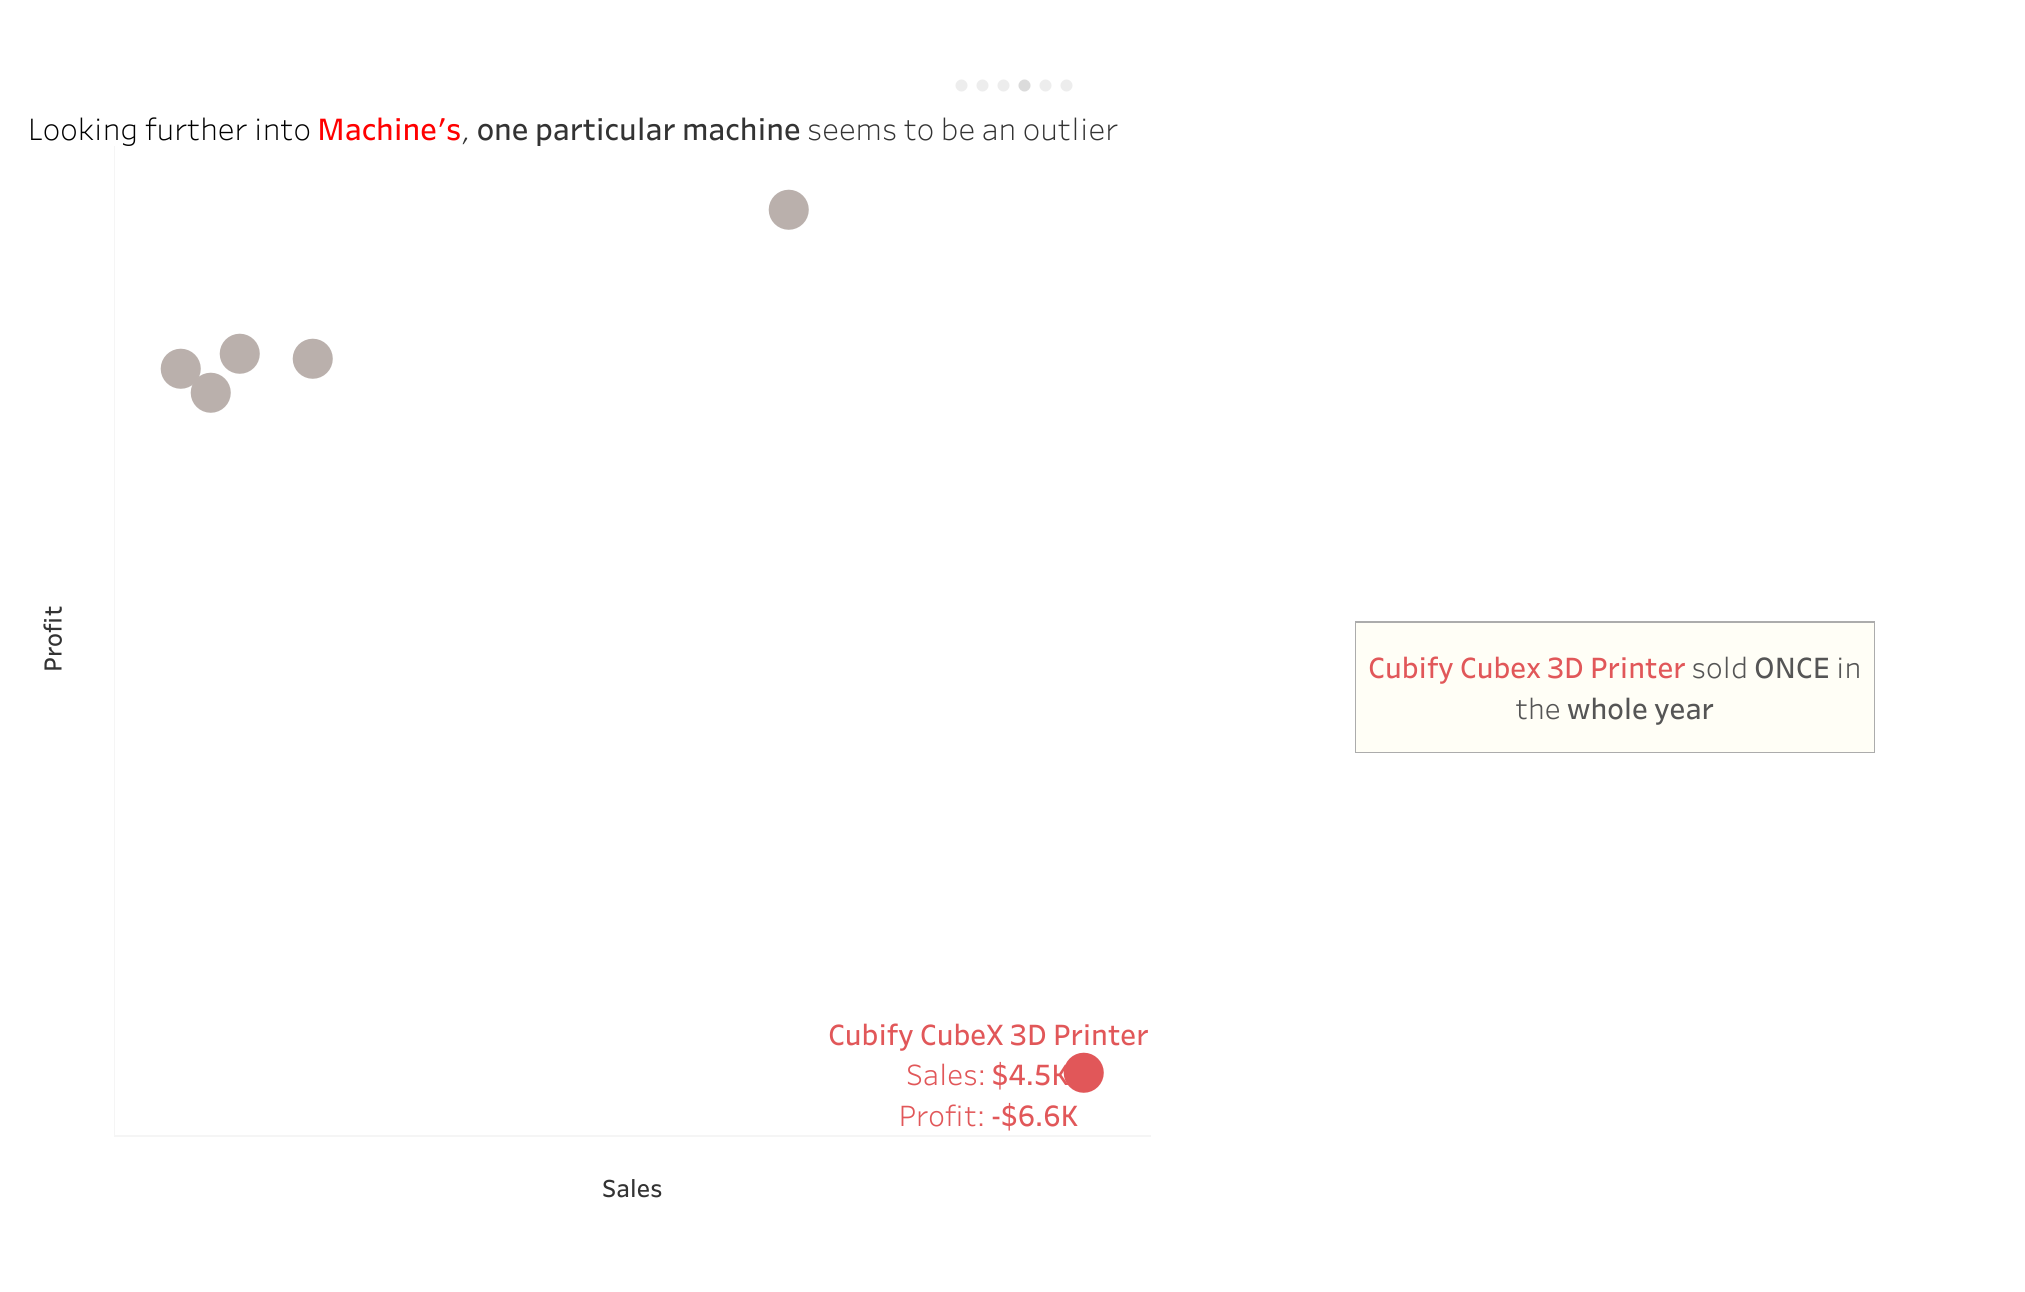 Looking further into Machine's, one particular machine seems to be an outlier
Profit
Cubify Cubex 3D Printer sold ONCE in
the whole year
Cubify CubeX 3D Printer
Sales: $4.5K
Profit: -$6.6K
Sales